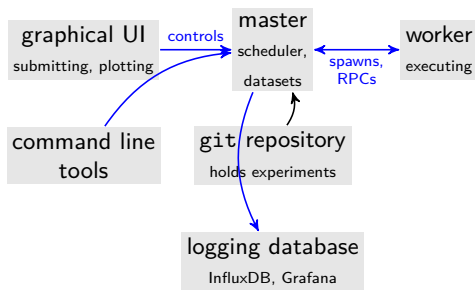 graphical UI
submitting, plotting
controls
master
scheduler,
datasets
spawns,
RPCs
worker
executing
command line
tools
git repository
holds experiments
logging database
InfluxDB, Grafana